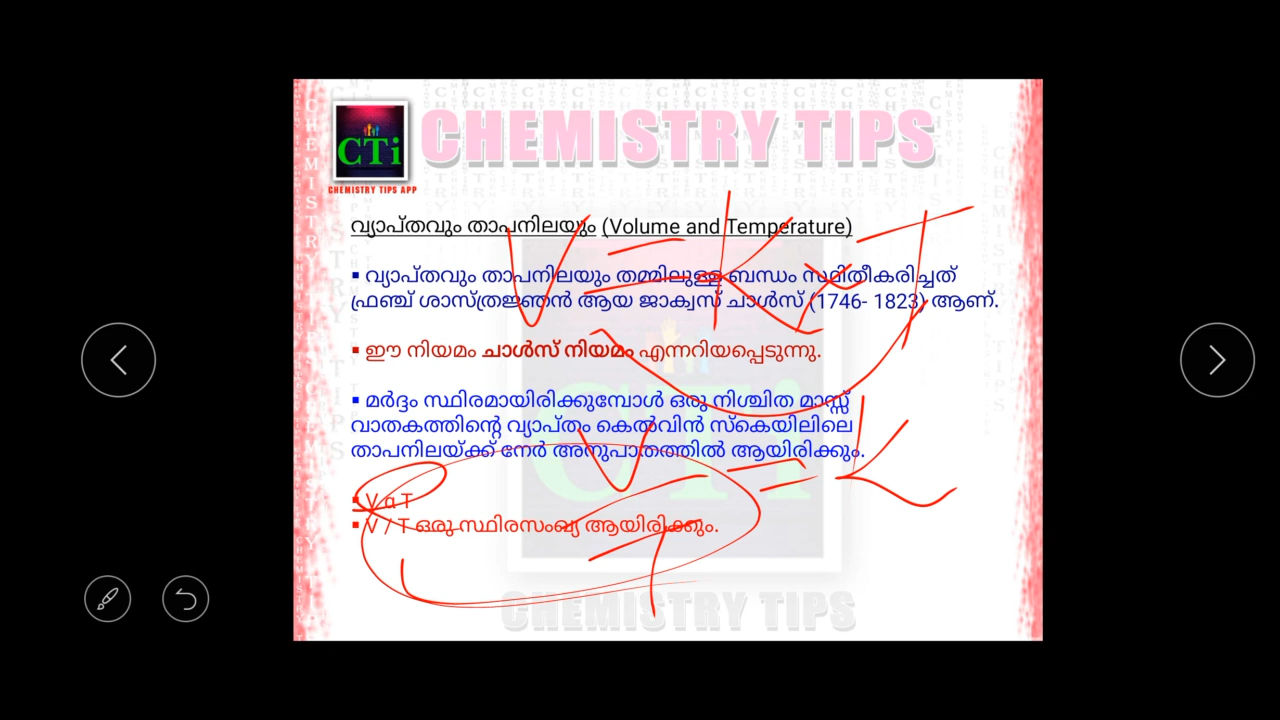 CTi
CHEMISTRY TIPS
CHEMISTRY TIPS APP
വ്യാപ്തവും താപനിലയും (Volume and Temperature)
▪ വ്യാപ്തവും താപനിലയും തമ്മിലുള്ള ബന്ധം സ്ഥിതീകരിച്ചത്
ഫ്രഞ്ച് ശാസ്ത്രജ്ഞൻ ആയ ജാക്വസ് ചാൾസ് (1746- 1823) ആണ്.
V = K x T
▪ ഈ നിയമം ചാൾസ് നിയമം എന്നറിയപ്പെടുന്നു.
▪ മർദ്ദം സ്ഥിരമായിരിക്കുമ്പോൾ ഒരു നിശ്ചിത മാസ്സ്
വാതകത്തിന്റെ വ്യാപ്തം കെൽവിൻ സ്കെയിലിലെ
താപനിലയ്ക്ക് നേർ അനുപാതത്തിൽ ആയിരിക്കും.
V = K
▪ V α T
▪ V / T ഒരു സ്ഥിരസംഖ്യ ആയിരിക്കും.
T
CHEMISTRY TIPS